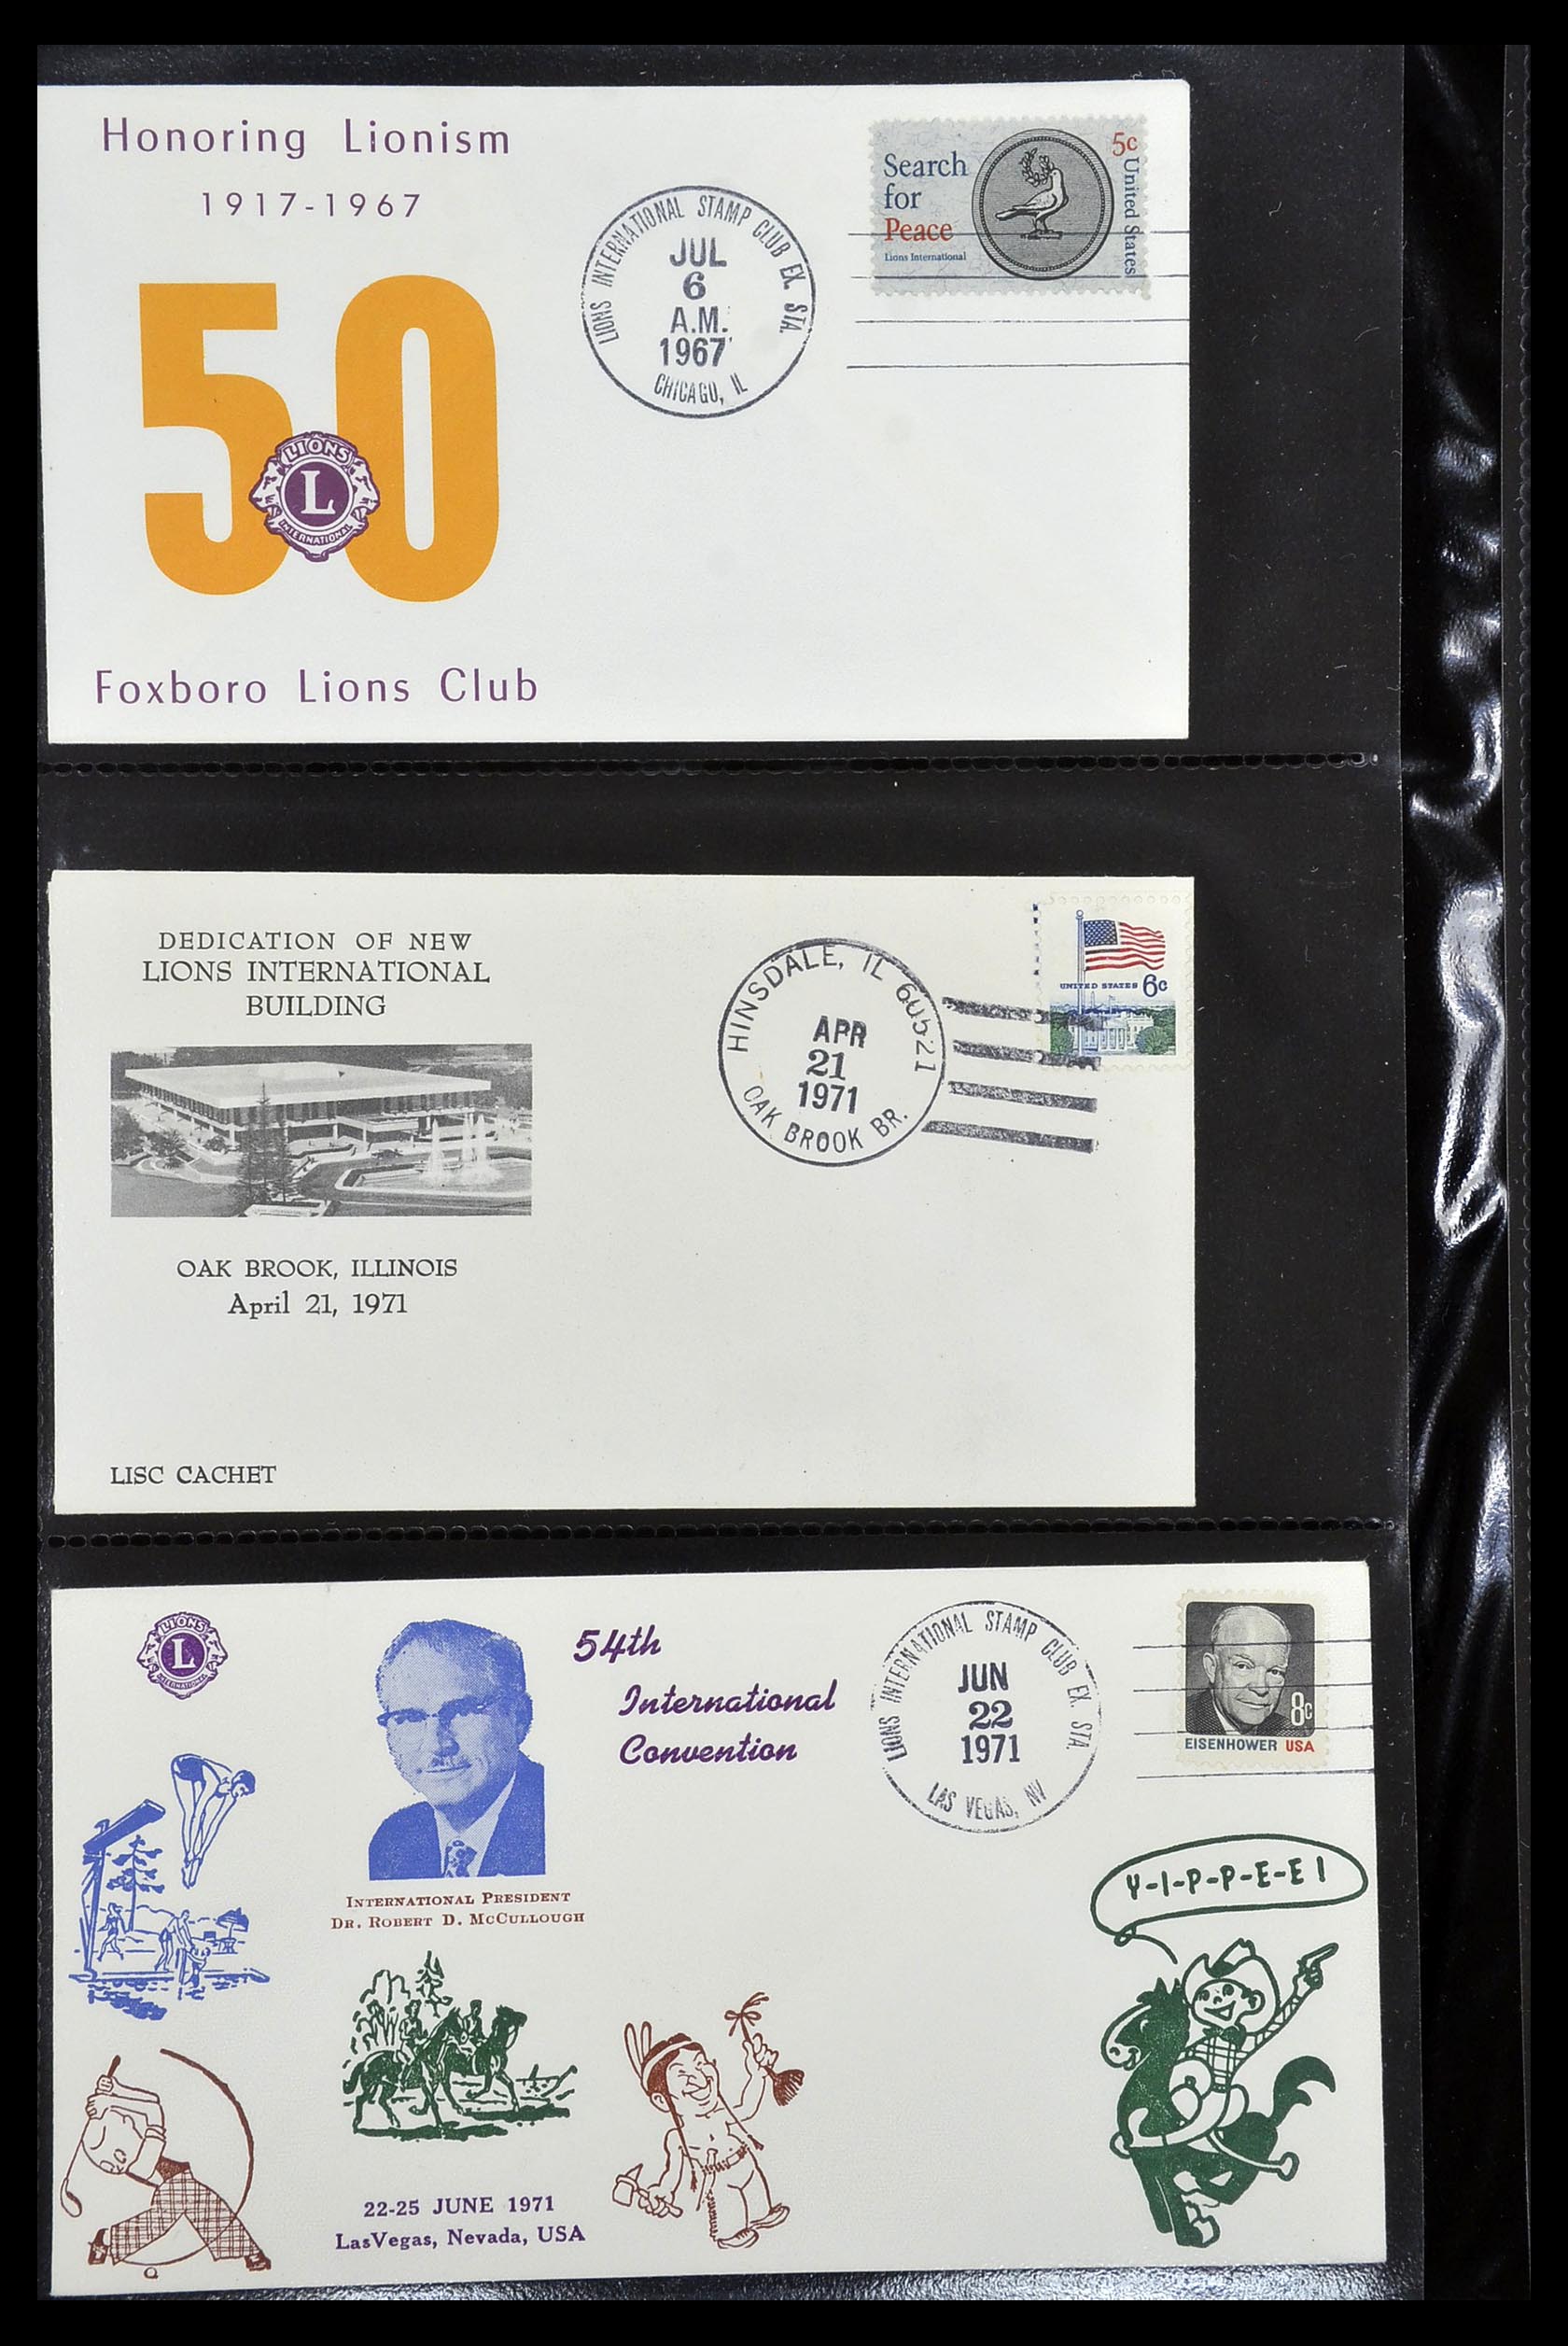 Honoring Lionism
1917-1967
50
LIONS
L
INTERNATIONAL
Foxboro Lions Club
LIONS INTERNATIONAL STAMP CLUB EX. STA.
JUL
6
A.M.
1967
CHICAGO, IL
Search
for
Peace
Lions International
5c
United States
DEDICATION OF NEW
LIONS INTERNATIONAL
BUILDING
OAK BROOK, ILLINOIS
April 21, 1971
LISC CACHET
HINSDALE, IL 60521
APR
21
1971
OAK BROOK BR.
UNITED STATES 6c
LIONS
L
INTERNATIONAL
54th
International
Convention
INTERNATIONAL PRESIDENT
DR. ROBERT D. MCCULLOUGH
LIONS INTERNATIONAL STAMP CLUB EX. STA.
JUN
22
1971
LAS VEGAS, NV
8c
EISENHOWER USA
Y-I-P-P-E-E!
22-25 JUNE 1971
LasVegas, Nevada, USA